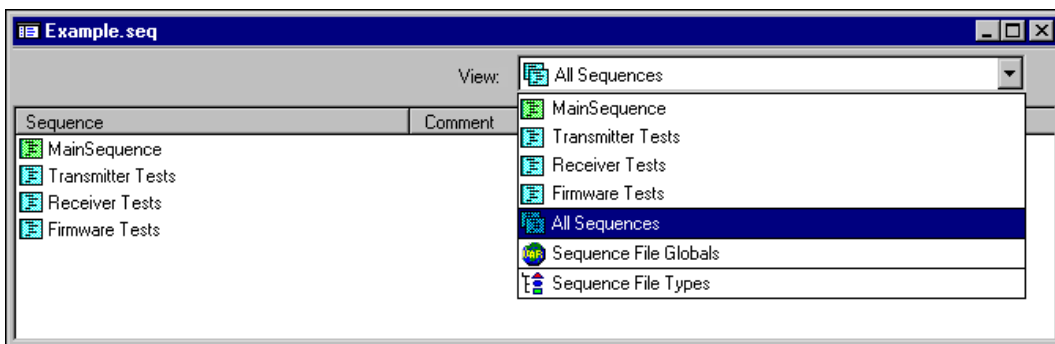 Example.seq
View: All Sequences
Sequence Comment
MainSequence
Transmitter Tests
Receiver Tests
Firmware Tests
MainSequence
Transmitter Tests
Receiver Tests
Firmware Tests
All Sequences
Sequence File Globals
Sequence File Types